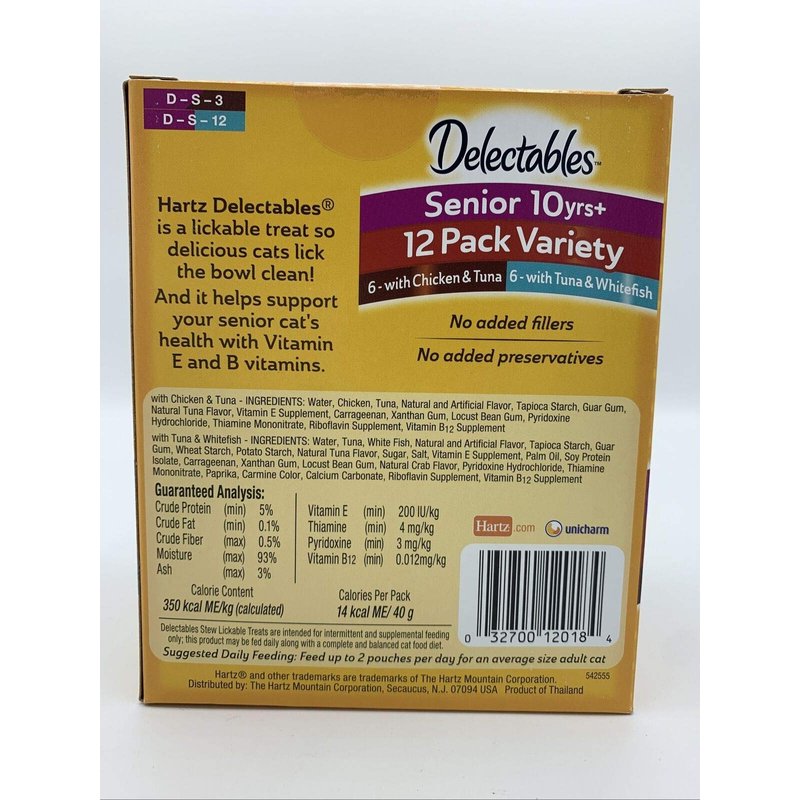 D-S-3
D-S-12
Delectables™
Senior 10yrs+
12 Pack Variety
6 - with Chicken & Tuna
6 - with Tuna & Whitefish
No added fillers
No added preservatives
Hartz Delectables®
is a lickable treat so
delicious cats lick
the bowl clean!
And it helps support
your senior cat's
health with Vitamin
E and B vitamins.
with Chicken & Tuna - INGREDIENTS: Water, Chicken, Tuna, Natural and Artificial Flavor, Tapioca Starch, Guar Gum,
Natural Tuna Flavor, Vitamin E Supplement, Carrageenan, Xanthan Gum, Locust Bean Gum, Pyridoxine
Hydrochloride, Thiamine Mononitrate, Riboflavin Supplement, Vitamin B12 Supplement
with Tuna & Whitefish - INGREDIENTS: Water, Tuna, White Fish, Natural and Artificial Flavor, Tapioca Starch, Guar
Gum, Wheat Starch, Potato Starch, Natural Tuna Flavor, Sugar, Salt, Vitamin E Supplement, Palm Oil, Soy Protein
Isolate, Carrageenan, Xanthan Gum, Locust Bean Gum, Natural Crab Flavor, Pyridoxine Hydrochloride, Thiamine
Mononitrate, Paprika, Carmine Color, Calcium Carbonate, Riboflavin Supplement, Vitamin B12 Supplement
Guaranteed Analysis:
Crude Protein (min) 5%
Crude Fat (min) 0.1%
Crude Fiber (max) 0.5%
Moisture (max) 93%
Ash (max) 3%
Vitamin E (min) 200 IU/kg
Thiamine (min) 4 mg/kg
Pyridoxine (min) 3 mg/kg
Vitamin B12 (min) 0.012mg/kg
Calorie Content
350 kcal ME/kg (calculated)
Calories Per Pack
14 kcal ME/ 40 g
Hartz.com
unicharm
0 32700 12018 4
Delectables Stew Lickable Treats are intended for intermittent and supplemental feeding
only; this product may be fed daily along with a complete and balanced cat food diet.
Suggested Daily Feeding: Feed up to 2 pouches per day for an average size adult cat
Hartz® and other trademarks are trademarks of The Hartz Mountain Corporation.
542555
Distributed by: The Hartz Mountain Corporation, Secaucus, N.J. 07094 USA Product of Thailand